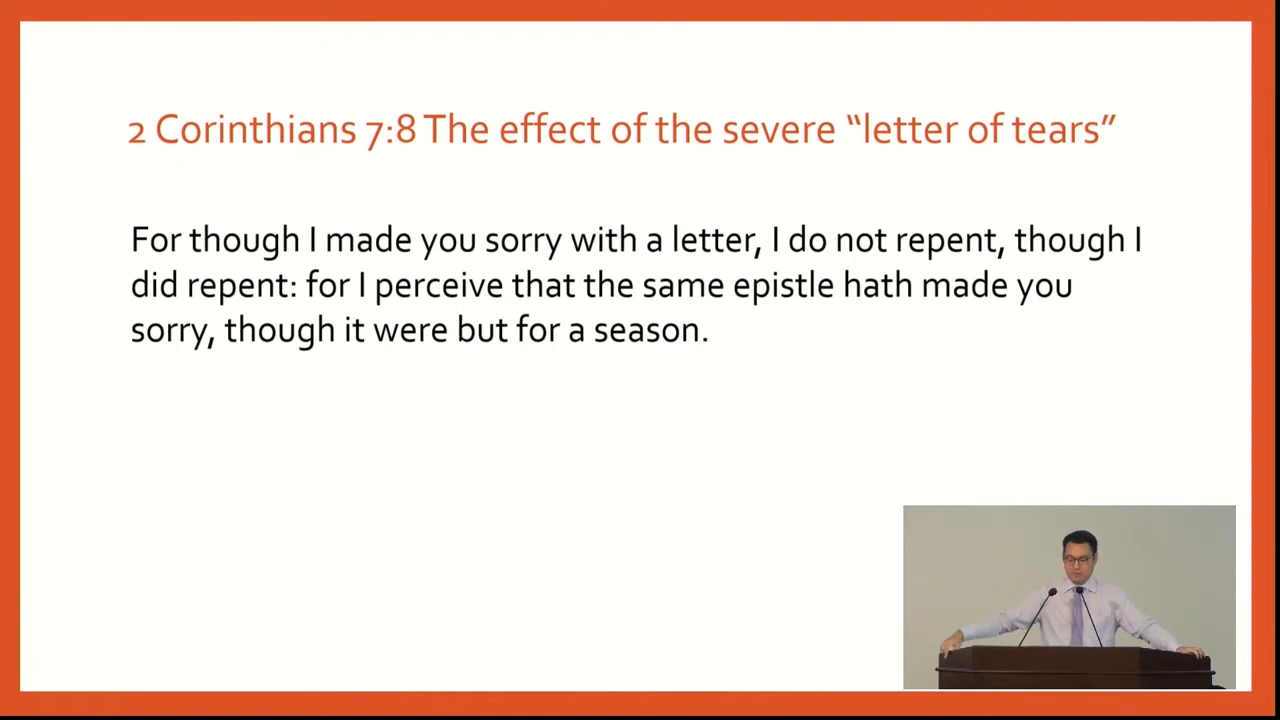 2 Corinthians 7:8 The effect of the severe “letter of tears”
For though I made you sorry with a letter, I do not repent, though I
did repent: for I perceive that the same epistle hath made you
sorry, though it were but for a season.